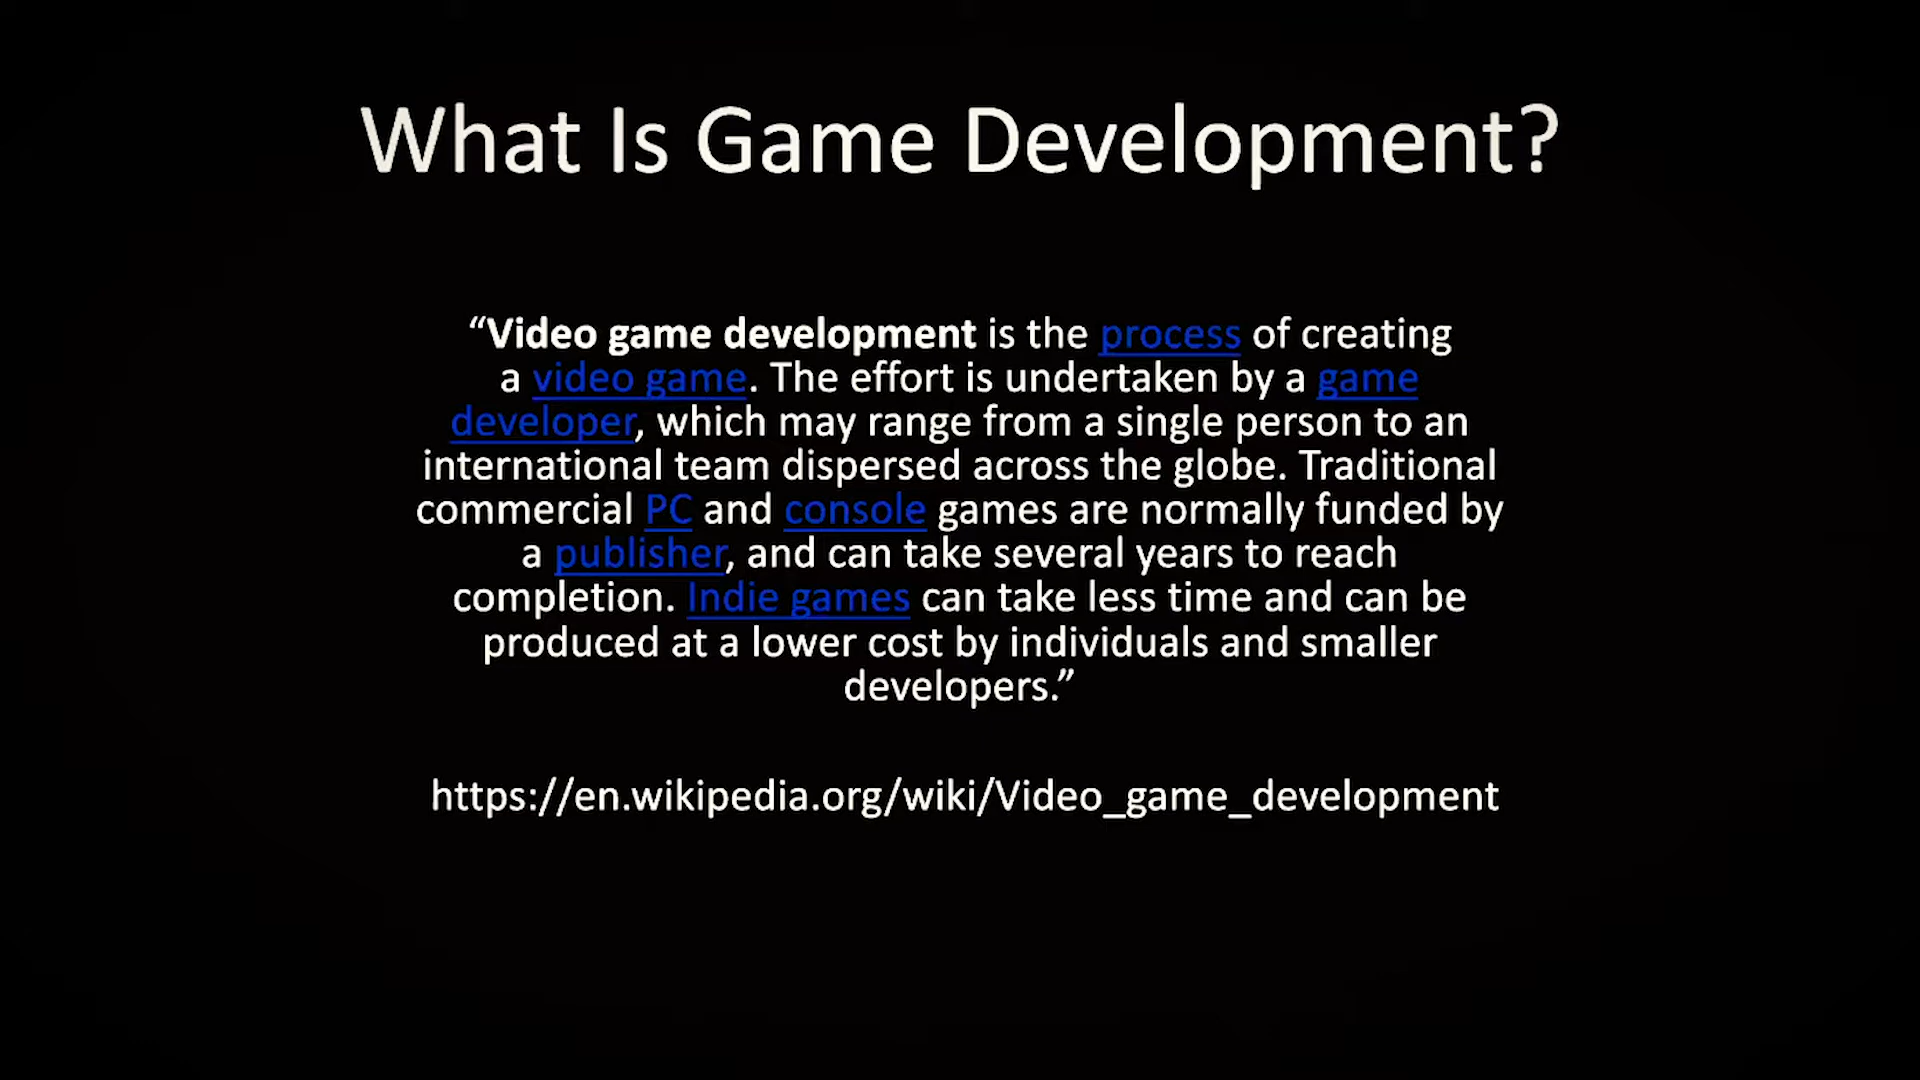 What Is Game Development?
“Video game development is the process of creating
a video game. The effort is undertaken by a game
developer, which may range from a single person to an
international team dispersed across the globe. Traditional
commercial PC and console games are normally funded by
a publisher, and can take several years to reach
completion. Indie games can take less time and can be
produced at a lower cost by individuals and smaller
developers.”
https://en.wikipedia.org/wiki/Video_game_development